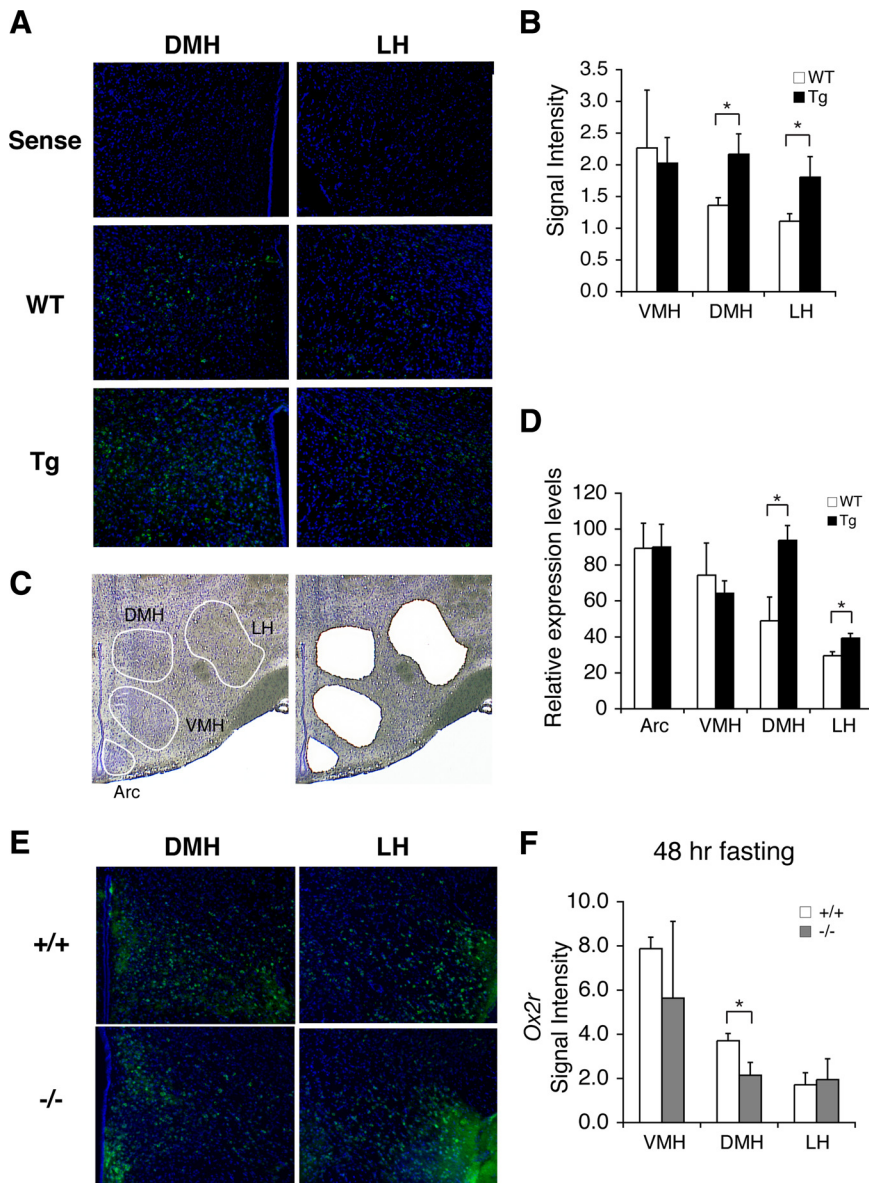 A
DMH
LH
Sense
WT
Tg
B
Signal Intensity
3.5
3.0
2.5
2.0
1.5
1.0
0.5
0.0
WT
Tg
*
*
VMH
DMH
LH
C
DMH
LH
VMH
Arc
D
Relative expression levels
120
100
80
60
40
20
0
WT
Tg
*
*
Arc
VMH
DMH
LH
E
DMH
LH
+/+
-/-
F
48 hr fasting
Ox2r
Signal Intensity
10.0
8.0
6.0
4.0
2.0
0.0
+/+
-/-
*
VMH
DMH
LH